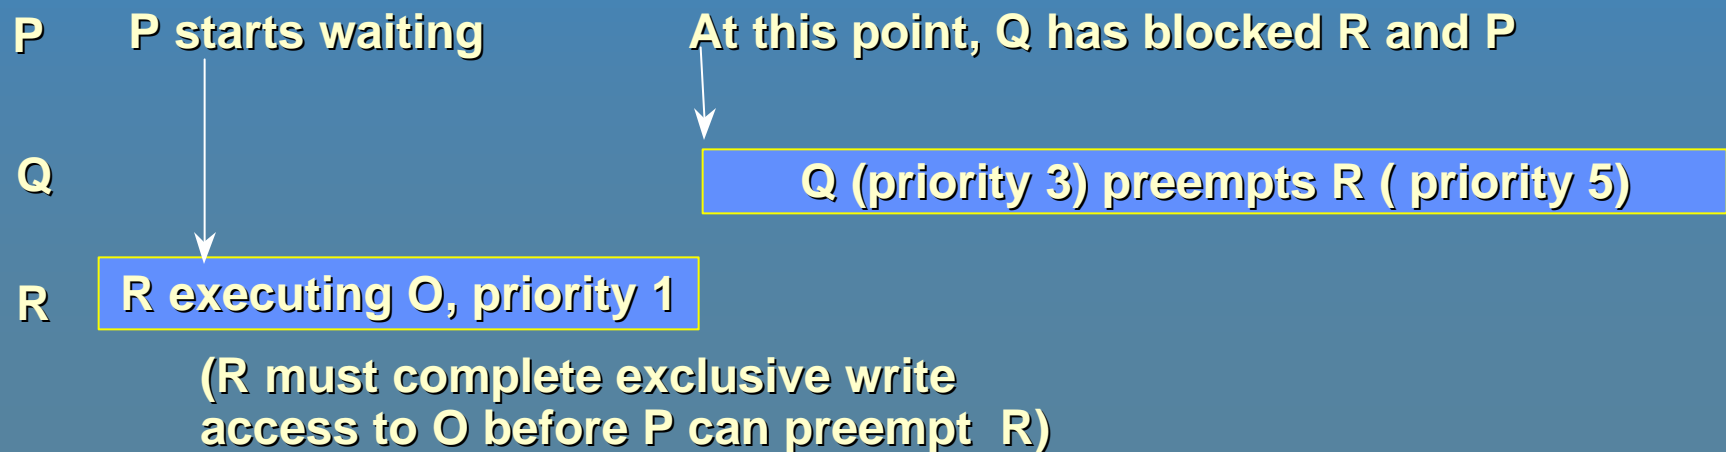 P P starts waiting At this point, Q has blocked R and P
Q Q (priority 3) preempts R ( priority 5)
R R executing O, priority 1
(R must complete exclusive write
access to O before P can preempt R)